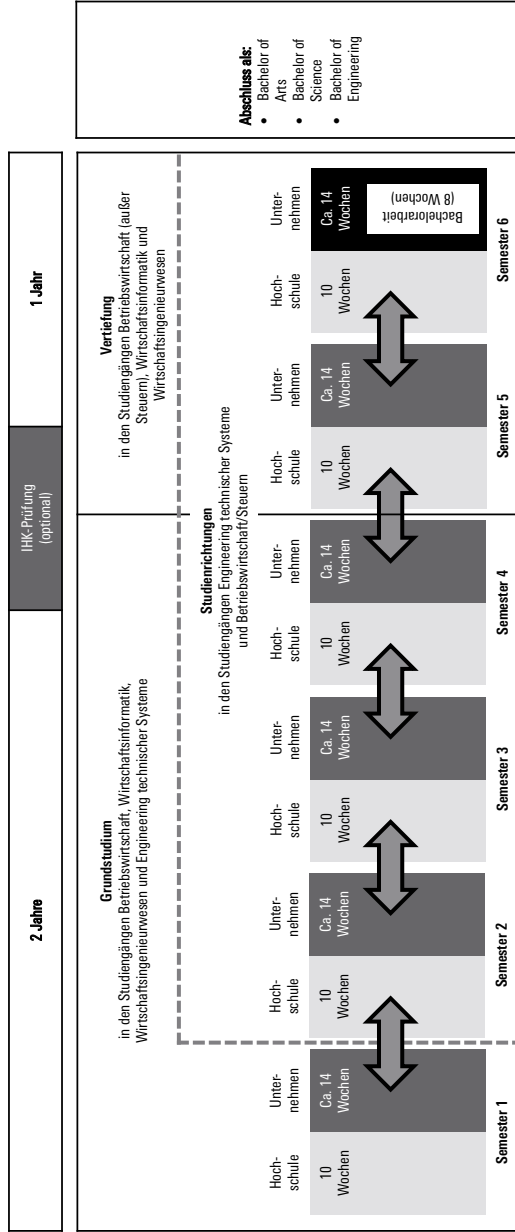 2 Jahre
IHK-Prüfung
(optional)
1 Jahr
Grundstudium
in den Studiengängen Betriebswirtschaft, Wirtschaftsinformatik,
Wirtschaftsingenieurwesen und Engineering technischer Systeme
Vertiefung
in den Studiengängen Betriebswirtschaft (außer
Steuern), Wirtschaftsinformatik und
Wirtschaftsingenieurwesen
Studienrichtungen
in den Studiengängen Engineering technischer Systeme
und Betriebswirtschaft/Steuern
Hoch-
schule
Unter-
nehmen
Hoch-
schule
Unter-
nehmen
Hoch-
schule
Unter-
nehmen
Hoch-
schule
Unter-
nehmen
Hoch-
schule
Unter-
nehmen
Hoch-
schule
Unter-
nehmen
10
Wochen
Ca. 14
Wochen
10
Wochen
Ca. 14
Wochen
10
Wochen
Ca. 14
Wochen
10
Wochen
Ca. 14
Wochen
10
Wochen
Ca. 14
Wochen
10
Wochen
Ca. 14
Wochen
Bachelorarbeit
(8 Wochen)
Semester 1
Semester 2
Semester 3
Semester 4
Semester 5
Semester 6
Abschluss als:
• Bachelor of
Arts
• Bachelor of
Science
• Bachelor of
Engineering